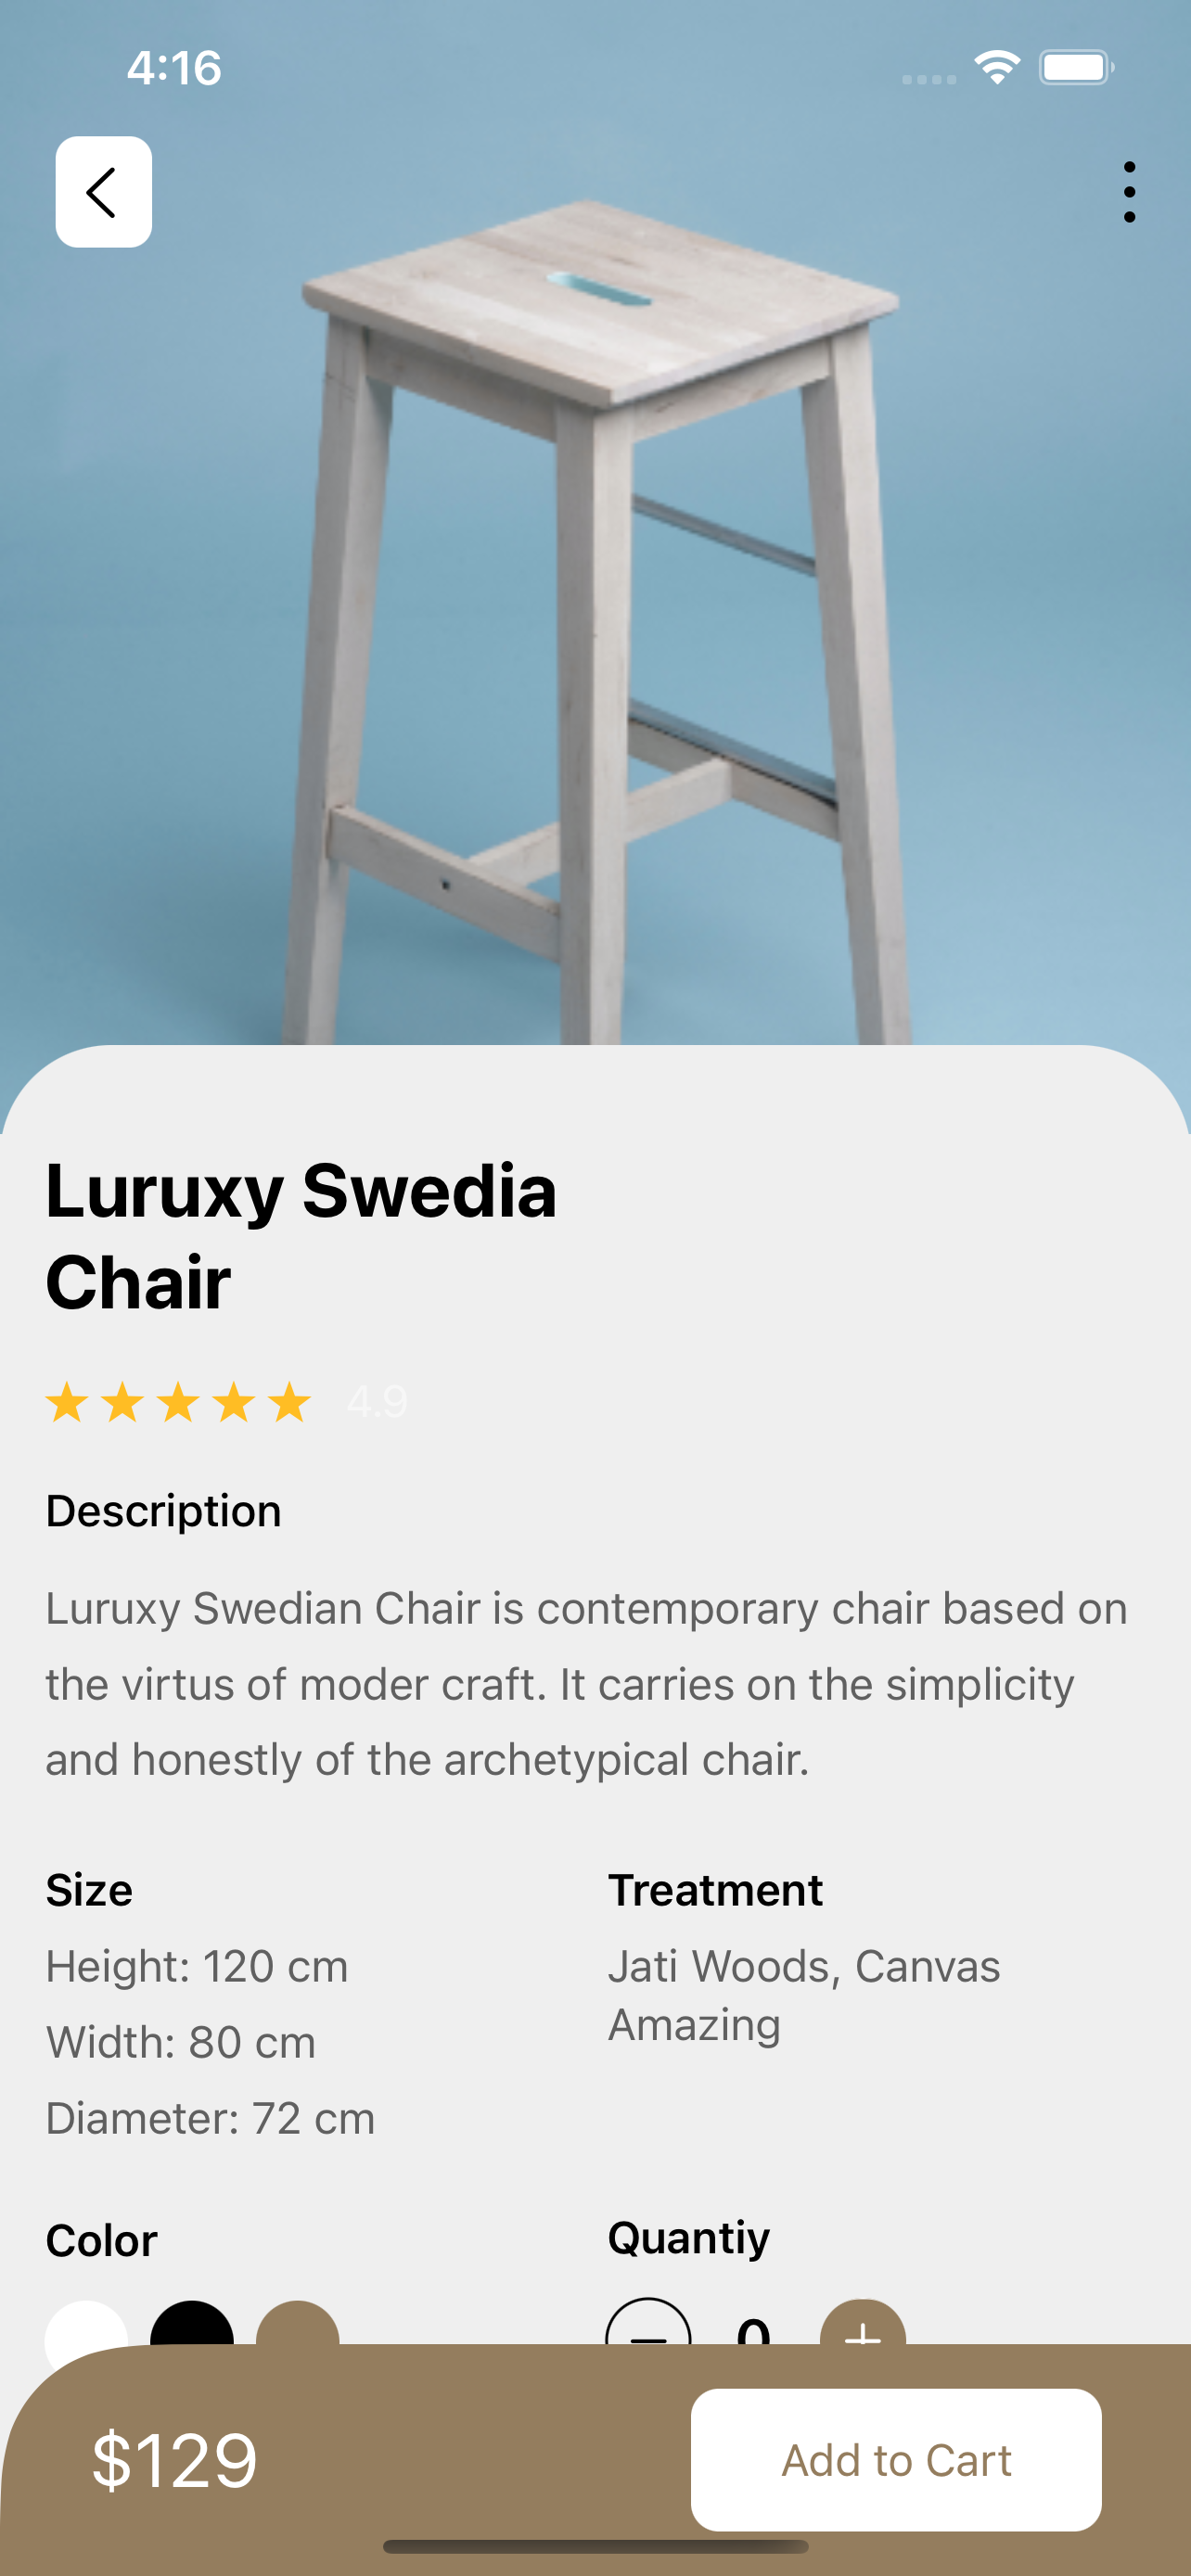 4:16
Luruxy Swedia
Chair
4.9
Description
Luruxy Swedian Chair is contemporary chair based on
the virtus of moder craft. It carries on the simplicity
and honestly of the archetypical chair.
Size
Treatment
Height: 120 cm
Jati Woods, Canvas
Amazing
Width: 80 cm
Diameter: 72 cm
Color
Quantiy
0
$129
Add to Cart